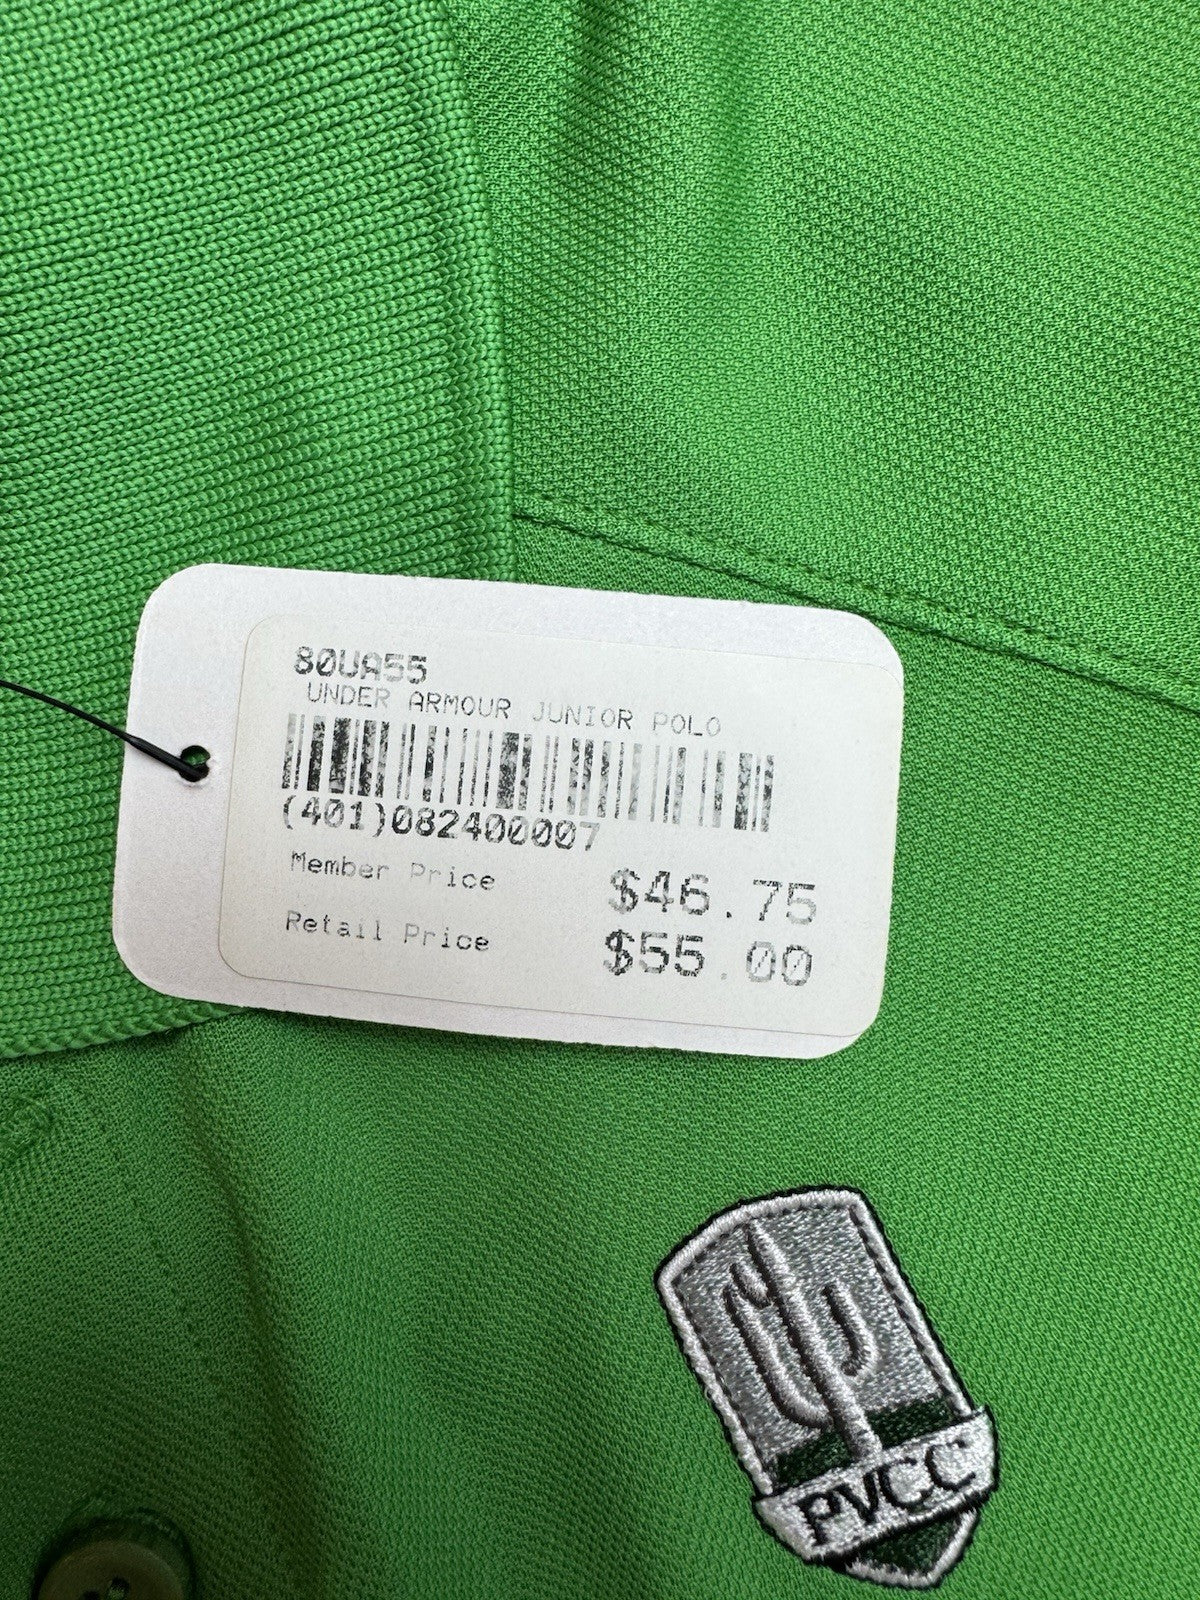 80UA55
UNDER ARMOUR JUNIOR POLO
(401)082400007
Member Price $46.75
Retail Price $55.00
PVCC